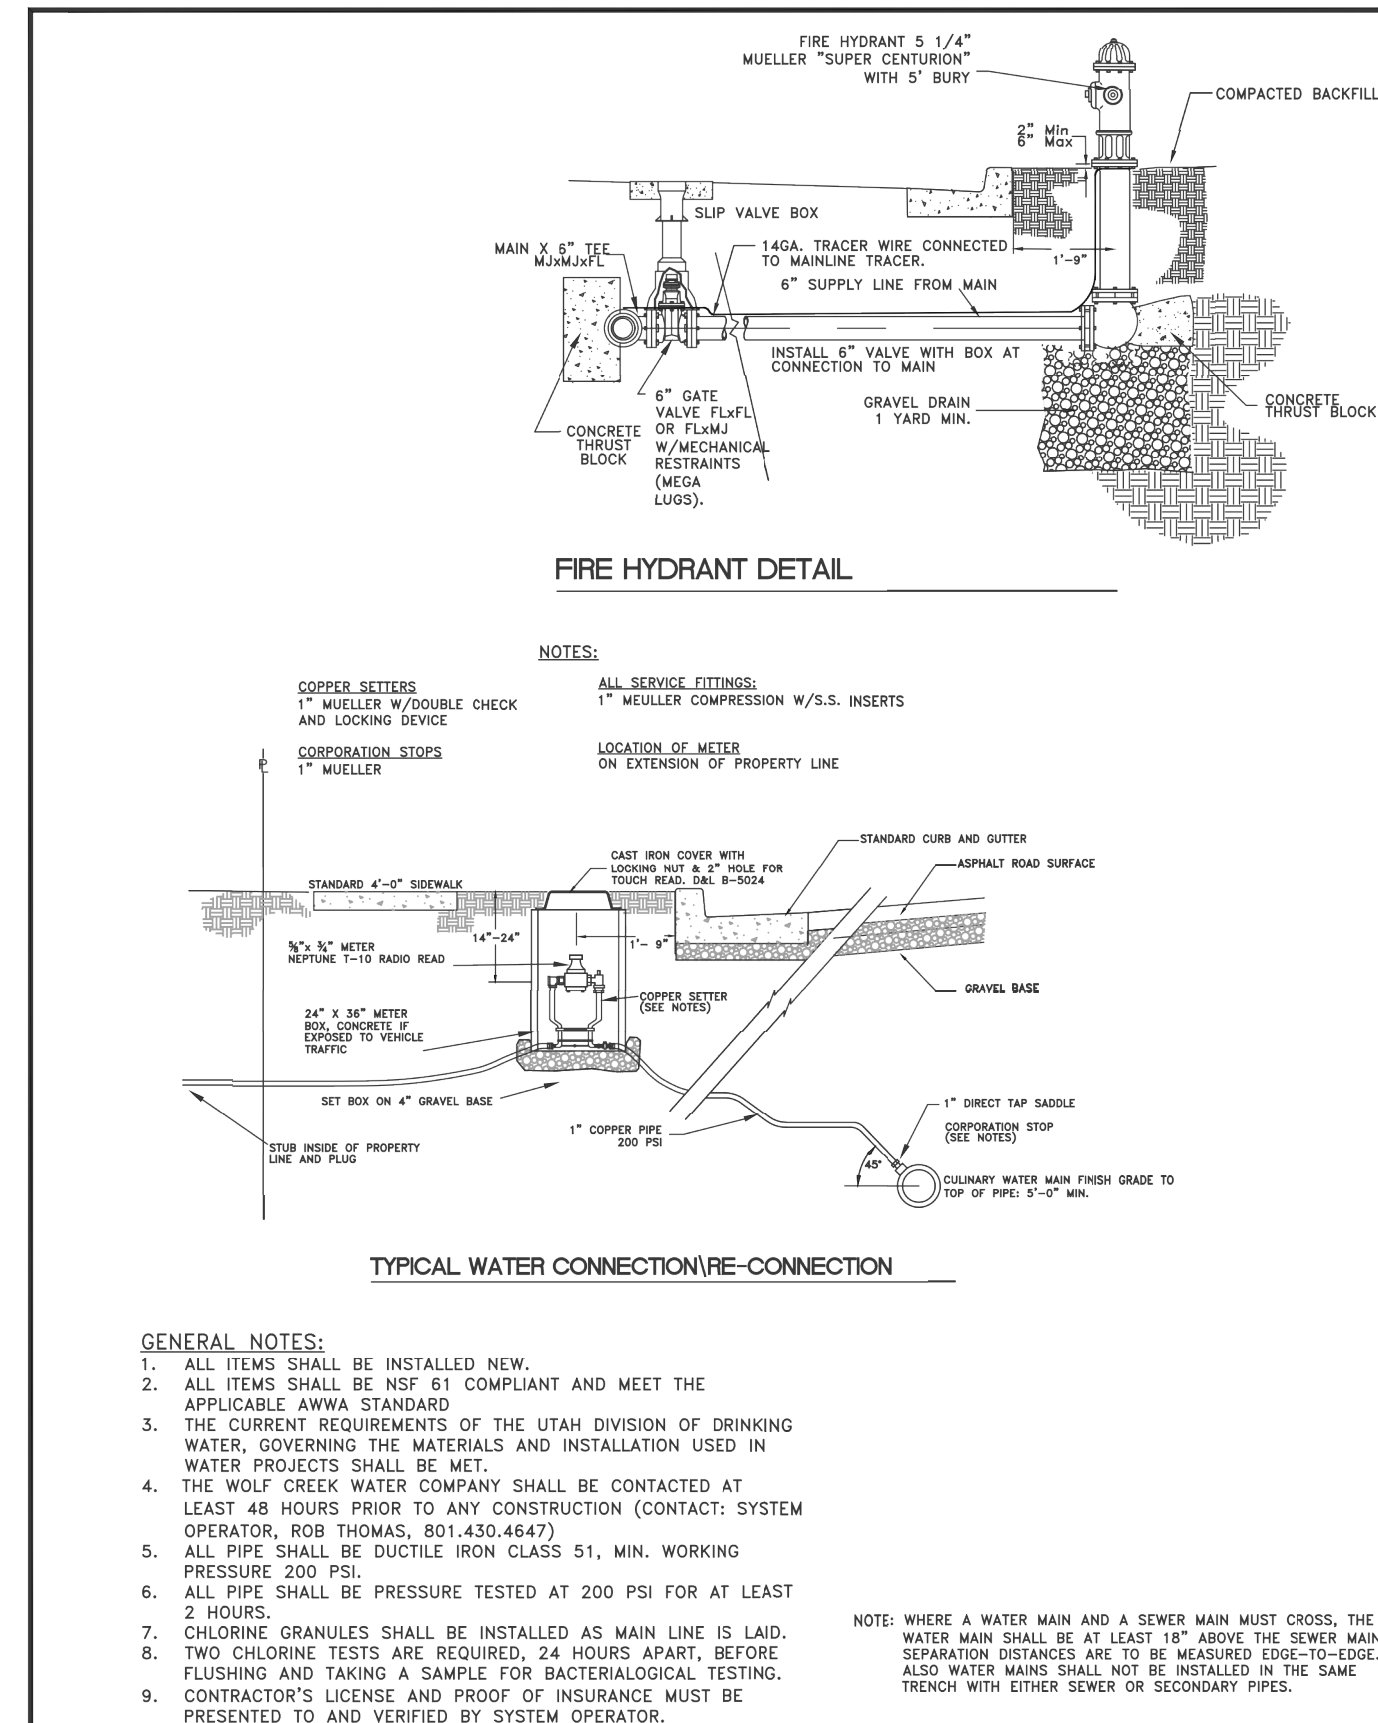 FIRE HYDRANT 5 1/4"
MUELLER "SUPER CENTURION"
WITH 5' BURY
COMPACTED BACKFILL
2" Min
6" Max
SLIP VALVE BOX
MAIN X 6" TEE
MJxMJxFL
14GA. TRACER WIRE CONNECTED
TO MAINLINE TRACER.
1'-9"
6" SUPPLY LINE FROM MAIN
INSTALL 6" VALVE WITH BOX AT
CONNECTION TO MAIN
6" GATE
VALVE FLxFL
OR FLxMJ
W/MECHANICAL
RESTRAINTS
(MEGA
LUGS).
GRAVEL DRAIN
1 YARD MIN.
CONCRETE
THRUST BLOCK
CONCRETE
THRUST
BLOCK
FIRE HYDRANT DETAIL
NOTES:
COPPER SETTERS
1" MUELLER W/DOUBLE CHECK
AND LOCKING DEVICE
ALL SERVICE FITTINGS:
1" MEULLER COMPRESSION W/S.S. INSERTS
CORPORATION STOPS
1" MUELLER
LOCATION OF METER
ON EXTENSION OF PROPERTY LINE
PL
STANDARD CURB AND GUTTER
CAST IRON COVER WITH
LOCKING NUT & 2" HOLE FOR
TOUCH READ. D&L B-5024
ASPHALT ROAD SURFACE
STANDARD 4'-0" SIDEWALK
14"-24"
1'- 9"
⅝"x ¾" METER
NEPTUNE T-10 RADIO READ
COPPER SETTER
(SEE NOTES)
GRAVEL BASE
24" X 36" METER
BOX, CONCRETE IF
EXPOSED TO VEHICLE
TRAFFIC
SET BOX ON 4" GRAVEL BASE
1" DIRECT TAP SADDLE
1" COPPER PIPE
200 PSI
CORPORATION STOP
(SEE NOTES)
STUB INSIDE OF PROPERTY
LINE AND PLUG
45°
CULINARY WATER MAIN FINISH GRADE TO
TOP OF PIPE: 5'-0" MIN.
TYPICAL WATER CONNECTION\RE-CONNECTION
GENERAL NOTES:
1. ALL ITEMS SHALL BE INSTALLED NEW.
2. ALL ITEMS SHALL BE NSF 61 COMPLIANT AND MEET THE
APPLICABLE AWWA STANDARD
3. THE CURRENT REQUIREMENTS OF THE UTAH DIVISION OF DRINKING
WATER, GOVERNING THE MATERIALS AND INSTALLATION USED IN
WATER PROJECTS SHALL BE MET.
4. THE WOLF CREEK WATER COMPANY SHALL BE CONTACTED AT
LEAST 48 HOURS PRIOR TO ANY CONSTRUCTION (CONTACT: SYSTEM
OPERATOR, ROB THOMAS, 801.430.4647)
5. ALL PIPE SHALL BE DUCTILE IRON CLASS 51, MIN. WORKING
PRESSURE 200 PSI.
6. ALL PIPE SHALL BE PRESSURE TESTED AT 200 PSI FOR AT LEAST
2 HOURS.
7. CHLORINE GRANULES SHALL BE INSTALLED AS MAIN LINE IS LAID.
8. TWO CHLORINE TESTS ARE REQUIRED, 24 HOURS APART, BEFORE
FLUSHING AND TAKING A SAMPLE FOR BACTERIALOGICAL TESTING.
9. CONTRACTOR'S LICENSE AND PROOF OF INSURANCE MUST BE
PRESENTED TO AND VERIFIED BY SYSTEM OPERATOR.
NOTE: WHERE A WATER MAIN AND A SEWER MAIN MUST CROSS, THE
WATER MAIN SHALL BE AT LEAST 18" ABOVE THE SEWER MAIN
SEPARATION DISTANCES ARE TO BE MEASURED EDGE-TO-EDGE.
ALSO WATER MAINS SHALL NOT BE INSTALLED IN THE SAME
TRENCH WITH EITHER SEWER OR SECONDARY PIPES.